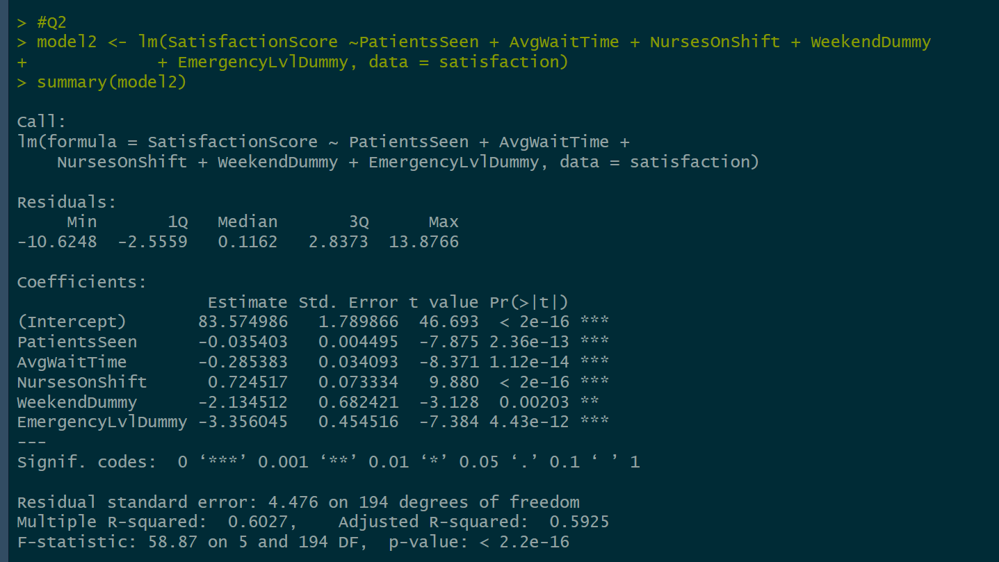 > #Q2
> model2 <- lm(SatisfactionScore ~PatientsSeen + AvgWaitTime + NursesOnShift + WeekendDummy
+             + EmergencyLvlDummy, data = satisfaction)
> summary(model2)

Call:
lm(formula = SatisfactionScore ~ PatientsSeen + AvgWaitTime +
    NursesOnShift + WeekendDummy + EmergencyLvlDummy, data = satisfaction)

Residuals:
     Min       1Q   Median       3Q      Max
-10.6248  -2.5559   0.1162   2.8373  13.8766

Coefficients:
                   Estimate Std. Error t value Pr(>|t|)
(Intercept)       83.574986   1.789866  46.693  < 2e-16 ***
PatientsSeen      -0.035403   0.004495  -7.875 2.36e-13 ***
AvgWaitTime       -0.285383   0.034093  -8.371 1.12e-14 ***
NursesOnShift      0.724517   0.073334   9.880  < 2e-16 ***
WeekendDummy      -2.134512   0.682421  -3.128  0.00203 **
EmergencyLvlDummy -3.356045   0.454516  -7.384 4.43e-12 ***
---
Signif. codes:  0 ‘***’ 0.001 ‘**’ 0.01 ‘*’ 0.05 ‘.’ 0.1 ‘ ’ 1

Residual standard error: 4.476 on 194 degrees of freedom
Multiple R-squared:  0.6027,    Adjusted R-squared:  0.5925
F-statistic: 58.87 on 5 and 194 DF,  p-value: < 2.2e-16